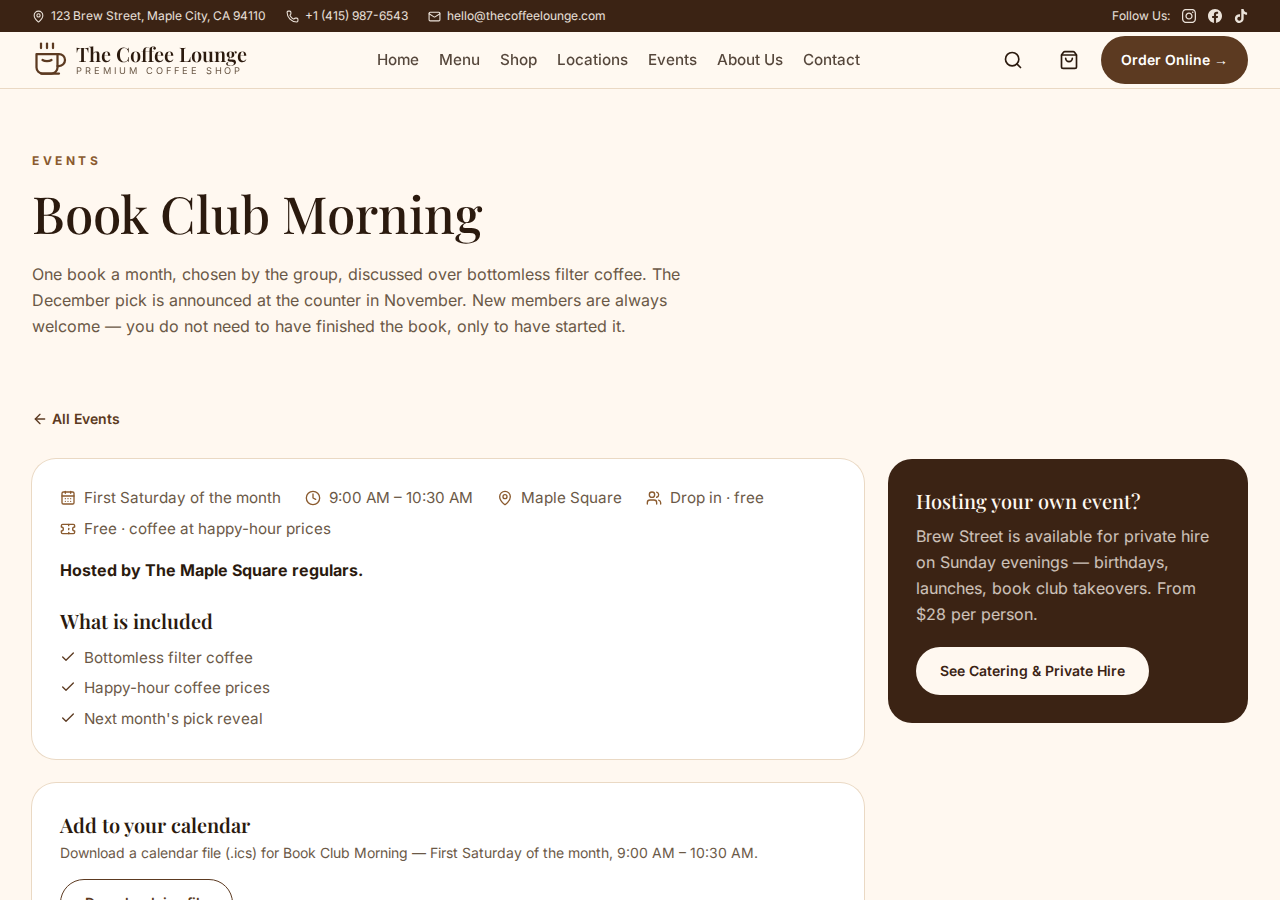 123 Brew Street, Maple City, CA 94110
+1 (415) 987-6543
hello@thecoffeelounge.com
Follow Us:
The Coffee Lounge
PREMIUM COFFEE SHOP
Home
Menu
Shop
Locations
Events
About Us
Contact
Order Online →
EVENTS
Book Club Morning
One book a month, chosen by the group, discussed over bottomless filter coffee. The
December pick is announced at the counter in November. New members are always
welcome — you do not need to have finished the book, only to have started it.
All Events
First Saturday of the month
9:00 AM – 10:30 AM
Maple Square
Drop in · free
Free · coffee at happy-hour prices
Hosted by The Maple Square regulars.
What is included
Bottomless filter coffee
Happy-hour coffee prices
Next month's pick reveal
Hosting your own event?
Brew Street is available for private hire
on Sunday evenings — birthdays,
launches, book club takeovers. From
$28 per person.
See Catering & Private Hire
Add to your calendar
Download a calendar file (.ics) for Book Club Morning — First Saturday of the month, 9:00 AM – 10:30 AM.